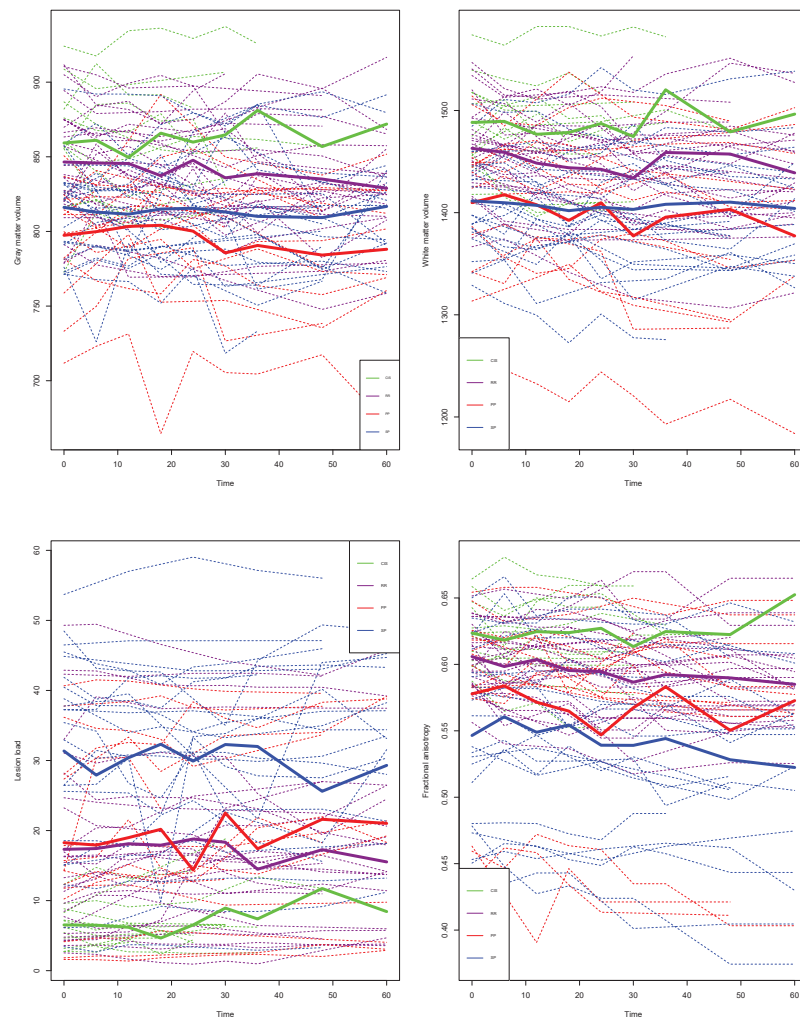 Gray matter volume
900
850
800
750
700
CIS
RR
PP
SP
0 10 20 30 40 50 60
Time
White matter volume
1500
1400
1300
1200
CIS
RR
PP
SP
0 10 20 30 40 50 60
Time
Lesion load
60
50
40
30
20
10
0
CIS
RR
PP
SP
0 10 20 30 40 50 60
Time
Fractional anisotropy
0.65
0.60
0.55
0.50
0.45
0.40
CIS
RR
PP
SP
0 10 20 30 40 50 60
Time